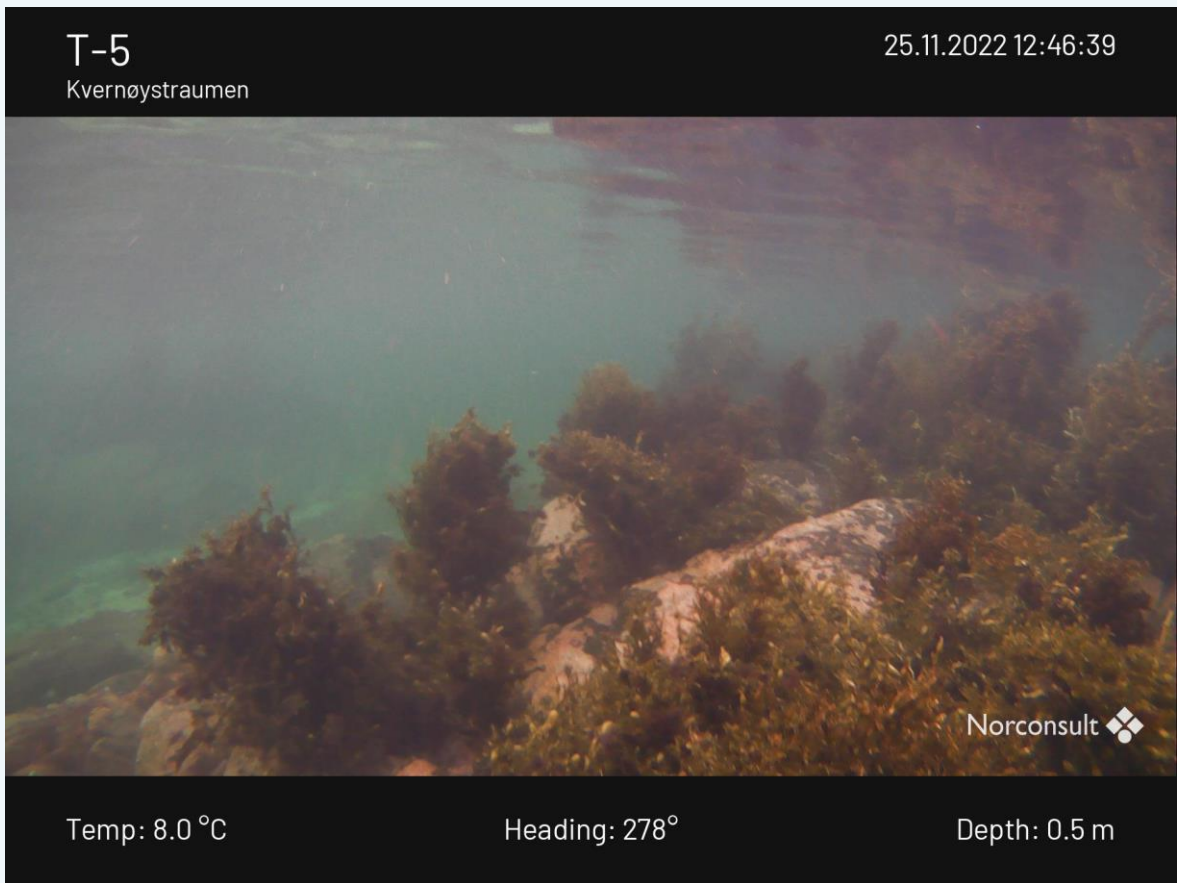 T-5
25.11.2022 12:46:39
Kvernøystraumen
Norconsult
Temp: 8.0 °C
Heading: 278°
Depth: 0.5 m